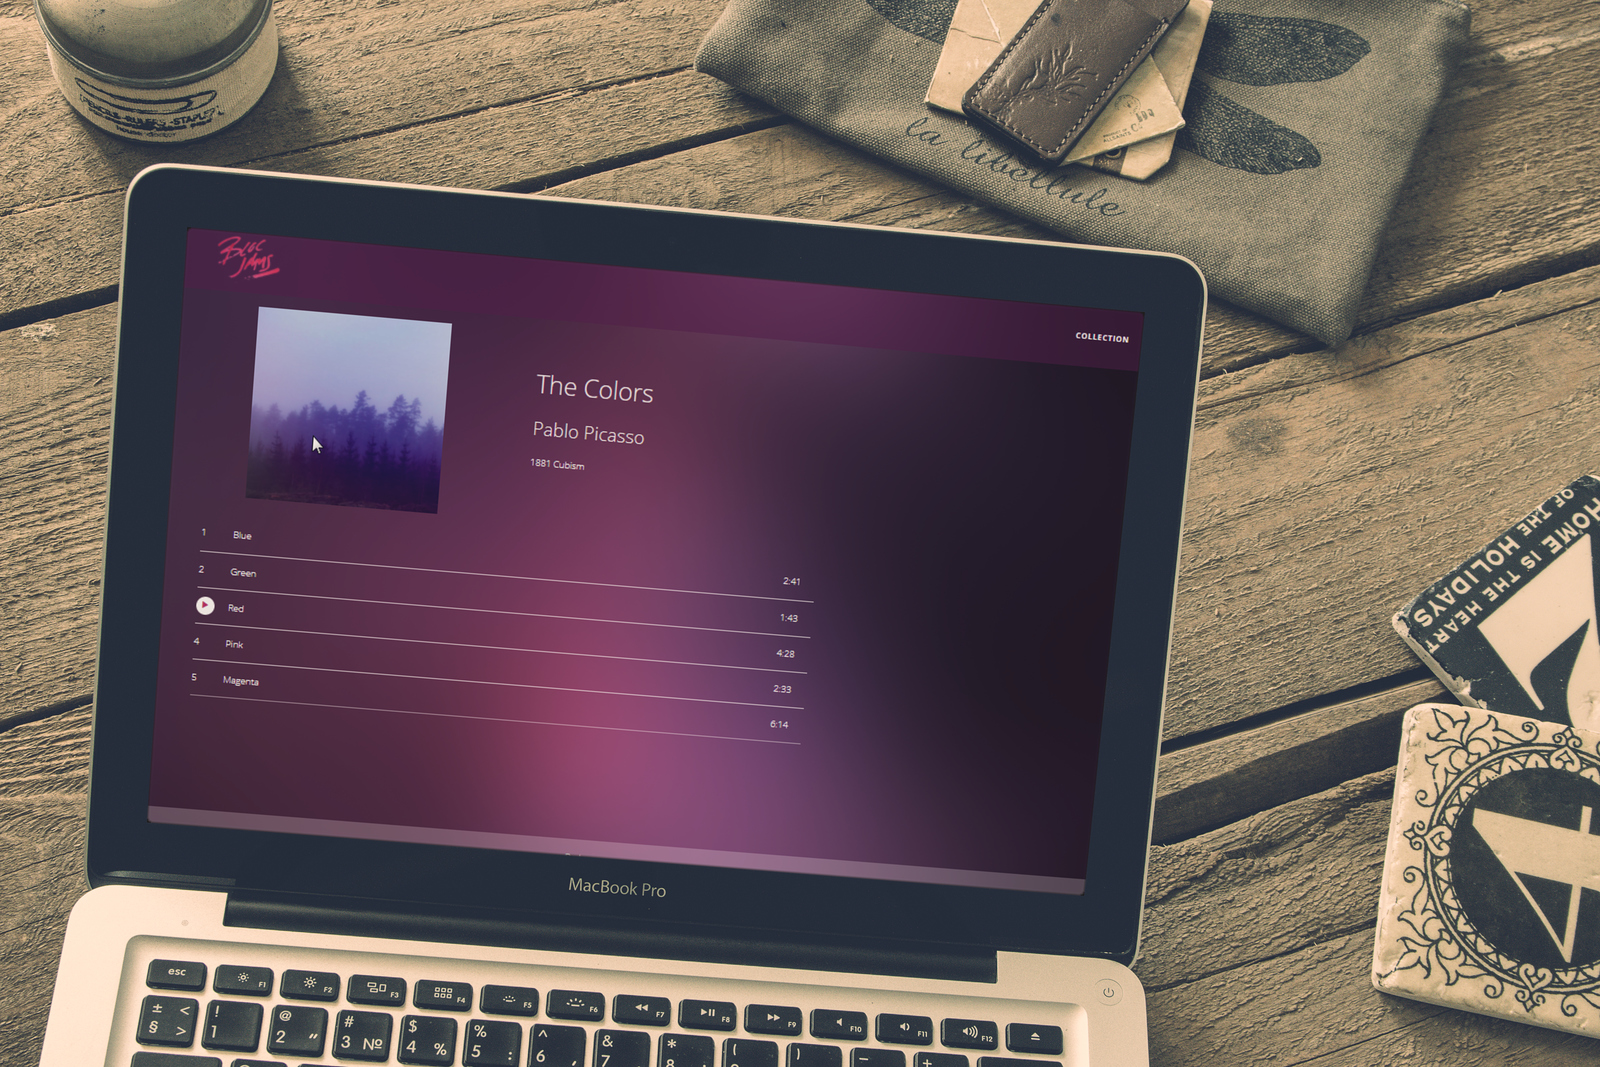 la libellule
Bloc
Jams
COLLECTION
The Colors
Pablo Picasso
1881 Cubism
1 Blue 2:41
2 Green 1:43
Red 4:28
4 Pink 2:33
5 Magenta 6:14
HOME IS THE HEART
OF THE HOLIDAYS
MacBook Pro
esc F1 F2 F3 F4 F5 F6 F7 F8 F9 F10 F11 F12
± < ! @ # $ % ^ & * ( ) − +
§ > 1 2 “ 3 № 4 % 5 : 6 , 7 8